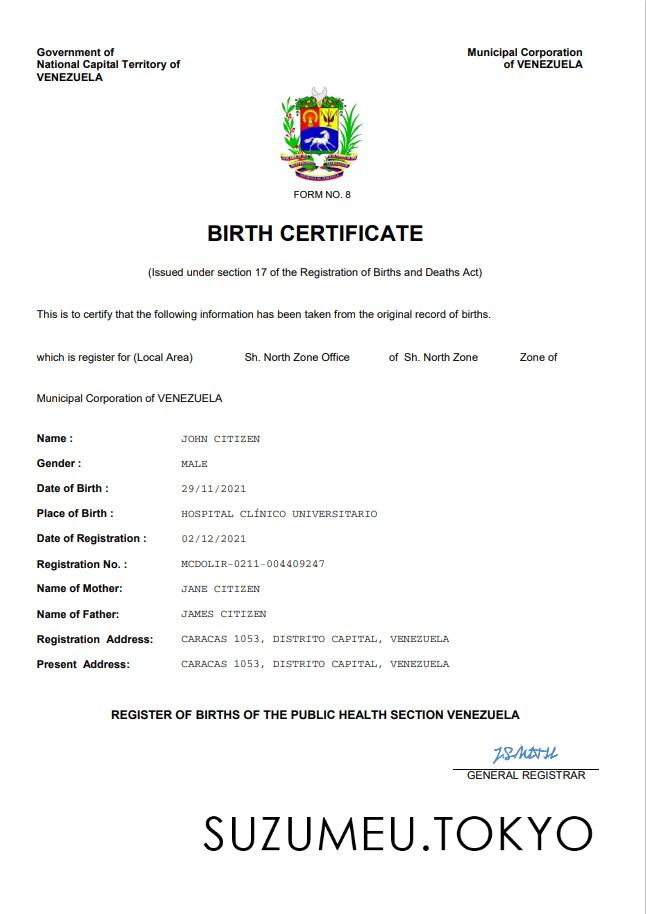 Government of
National Capital Territory of
VENEZUELA
Municipal Corporation
of VENEZUELA
FORM NO. 8
BIRTH CERTIFICATE
(Issued under section 17 of the Registration of Births and Deaths Act)
This is to certify that the following information has been taken from the original record of births.
which is register for (Local Area) Sh. North Zone Office of Sh. North Zone Zone of
Municipal Corporation of VENEZUELA
Name : JOHN CITIZEN
Gender : MALE
Date of Birth : 29/11/2021
Place of Birth : HOSPITAL CLÍNICO UNIVERSITARIO
Date of Registration : 02/12/2021
Registration No. : MCDOLIR-0211-004409247
Name of Mother: JANE CITIZEN
Name of Father: JAMES CITIZEN
Registration Address: CARACAS 1053, DISTRITO CAPITAL, VENEZUELA
Present Address: CARACAS 1053, DISTRITO CAPITAL, VENEZUELA
REGISTER OF BIRTHS OF THE PUBLIC HEALTH SECTION VENEZUELA
GENERAL REGISTRAR
SUZUMEU.TOKYO